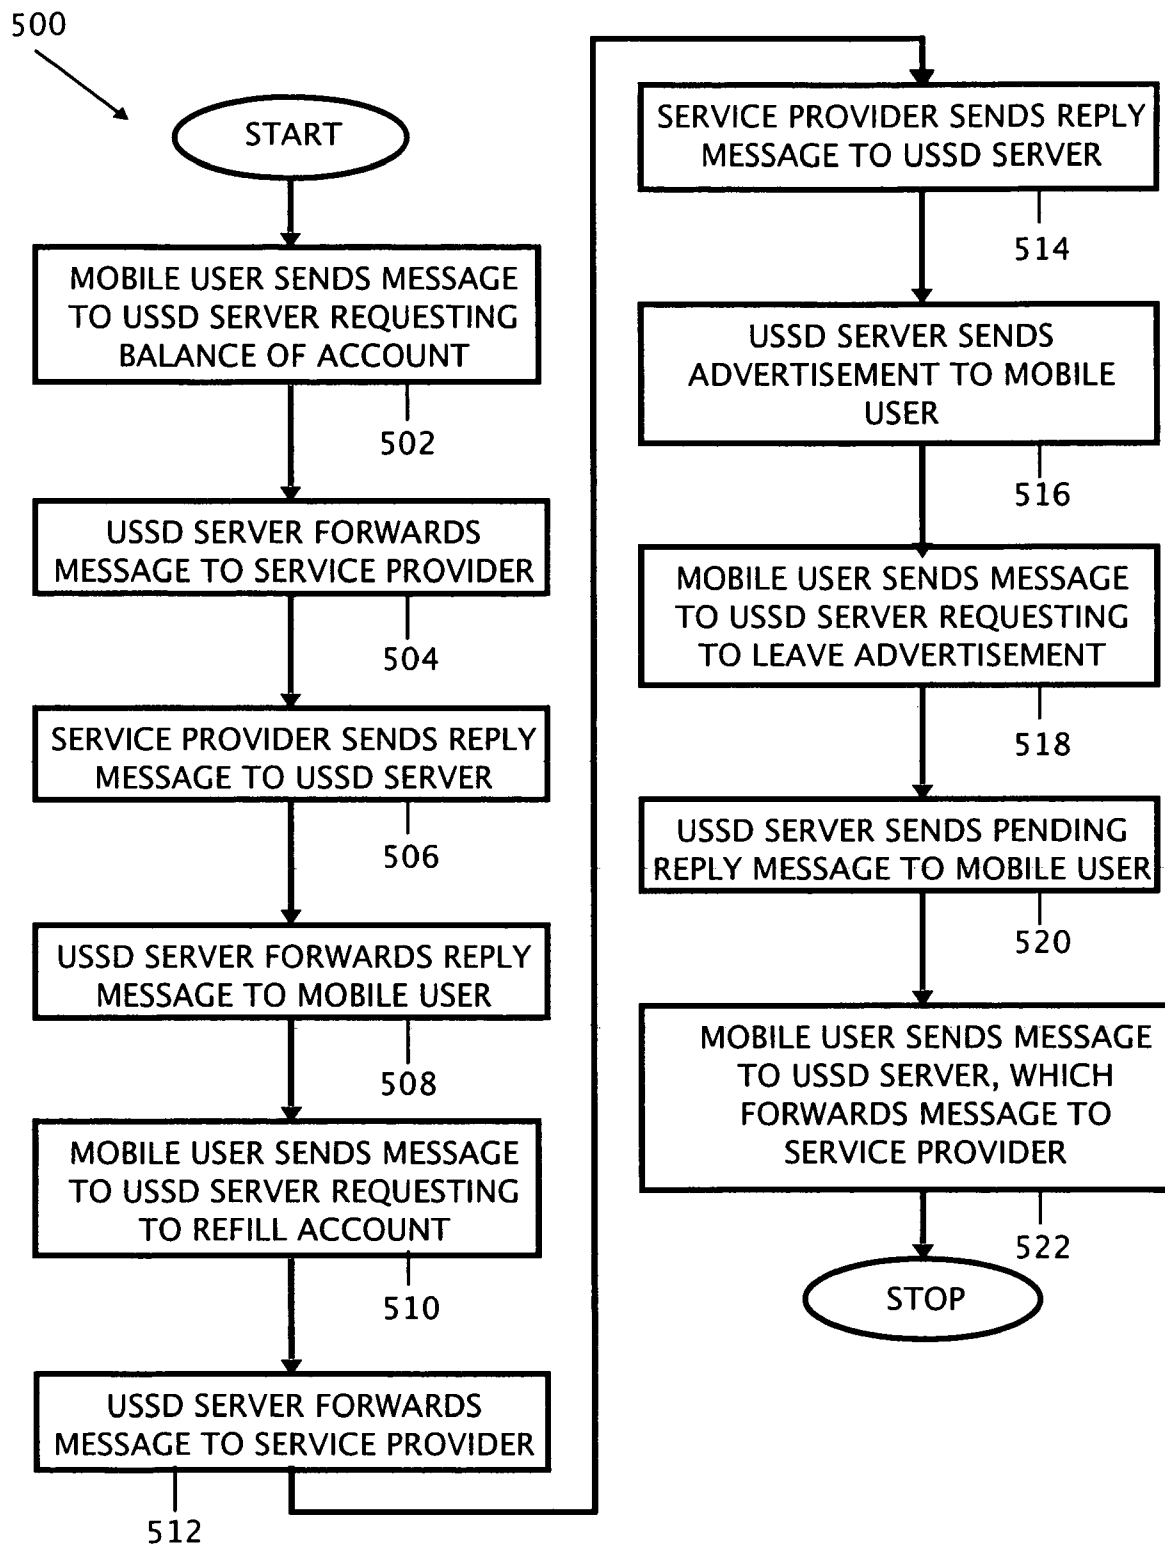 500
START
MOBILE USER SENDS MESSAGE
TO USSD SERVER REQUESTING
BALANCE OF ACCOUNT
502
USSD SERVER FORWARDS
MESSAGE TO SERVICE PROVIDER
504
SERVICE PROVIDER SENDS REPLY
MESSAGE TO USSD SERVER
506
USSD SERVER FORWARDS REPLY
MESSAGE TO MOBILE USER
508
MOBILE USER SENDS MESSAGE
TO USSD SERVER REQUESTING
TO REFILL ACCOUNT
510
USSD SERVER FORWARDS
MESSAGE TO SERVICE PROVIDER
512
SERVICE PROVIDER SENDS REPLY
MESSAGE TO USSD SERVER
514
USSD SERVER SENDS
ADVERTISEMENT TO MOBILE
USER
516
MOBILE USER SENDS MESSAGE
TO USSD SERVER REQUESTING
TO LEAVE ADVERTISEMENT
518
USSD SERVER SENDS PENDING
REPLY MESSAGE TO MOBILE USER
520
MOBILE USER SENDS MESSAGE
TO USSD SERVER, WHICH
FORWARDS MESSAGE TO
SERVICE PROVIDER
522
STOP